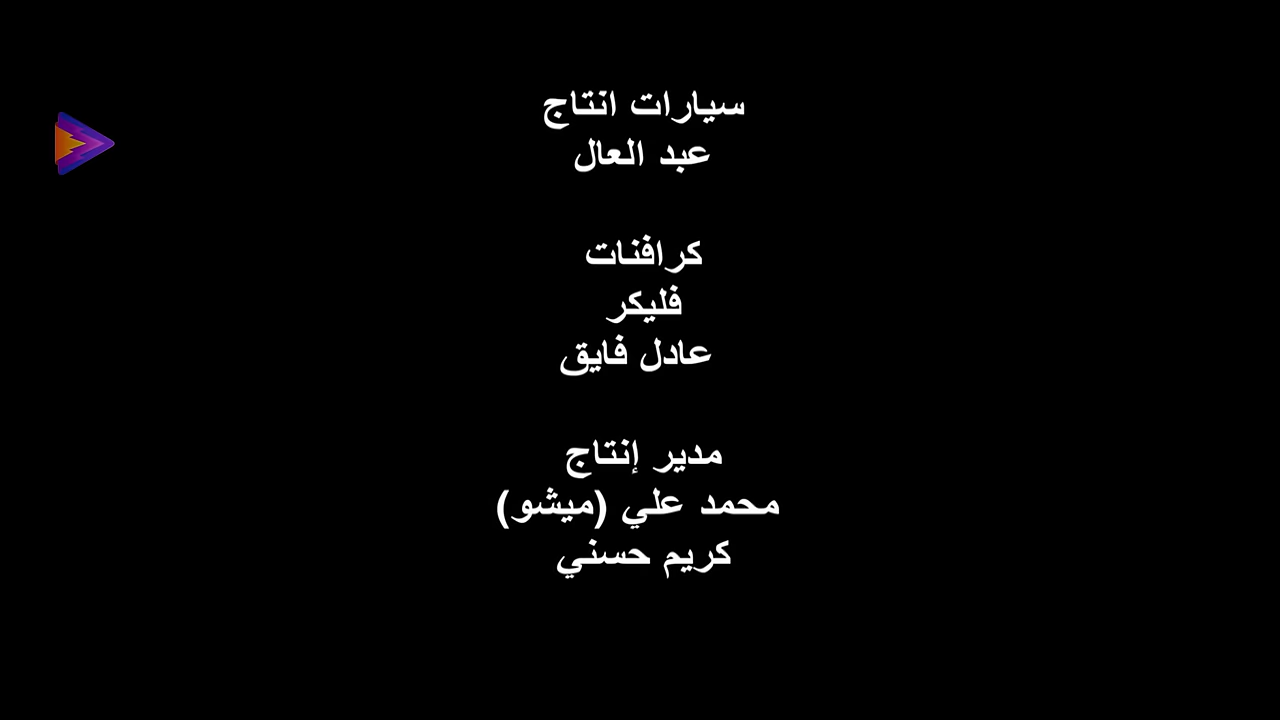 سيارات انتاج
عبد العال
كرافنات
فليكر
عادل فايق
مدير إنتاج
محمد علي (ميشو)
كريم حسني